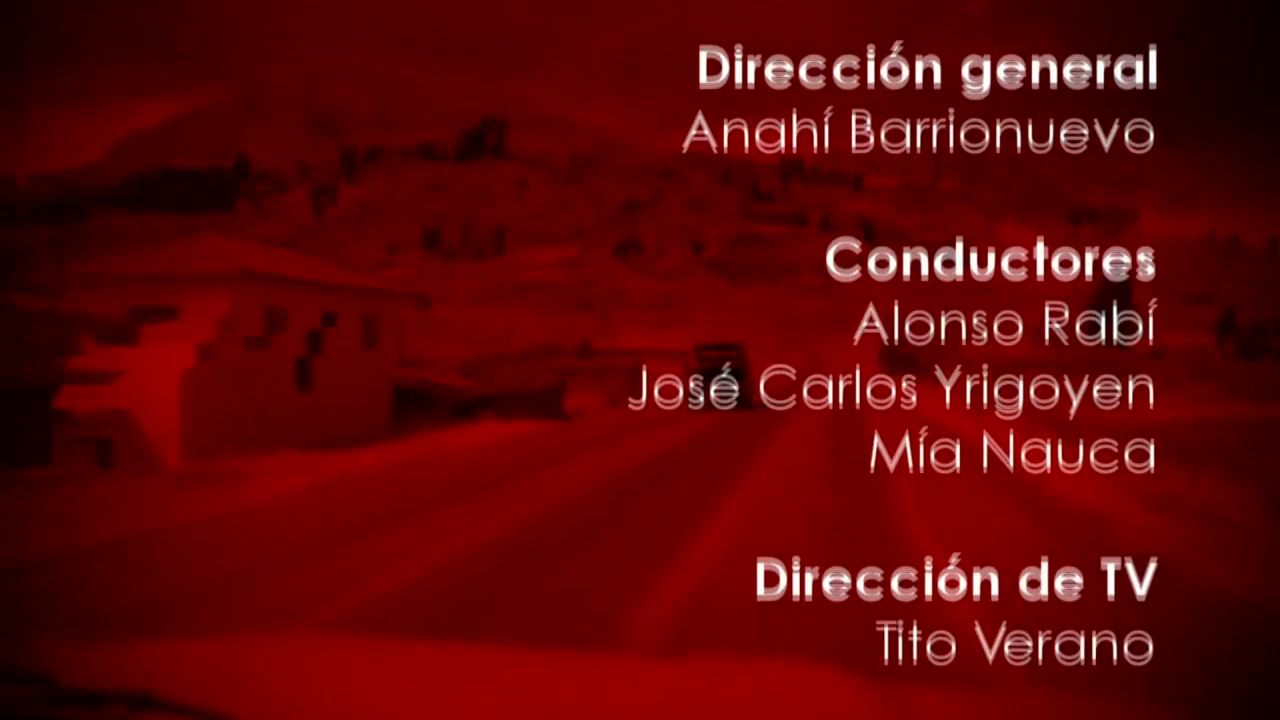 Dirección general
Anahí Barrionuevo
Conductores
Alonso Rabí
José Carlos Yrigoyen
Mía Nauca
Dirección de TV
Tito Verano